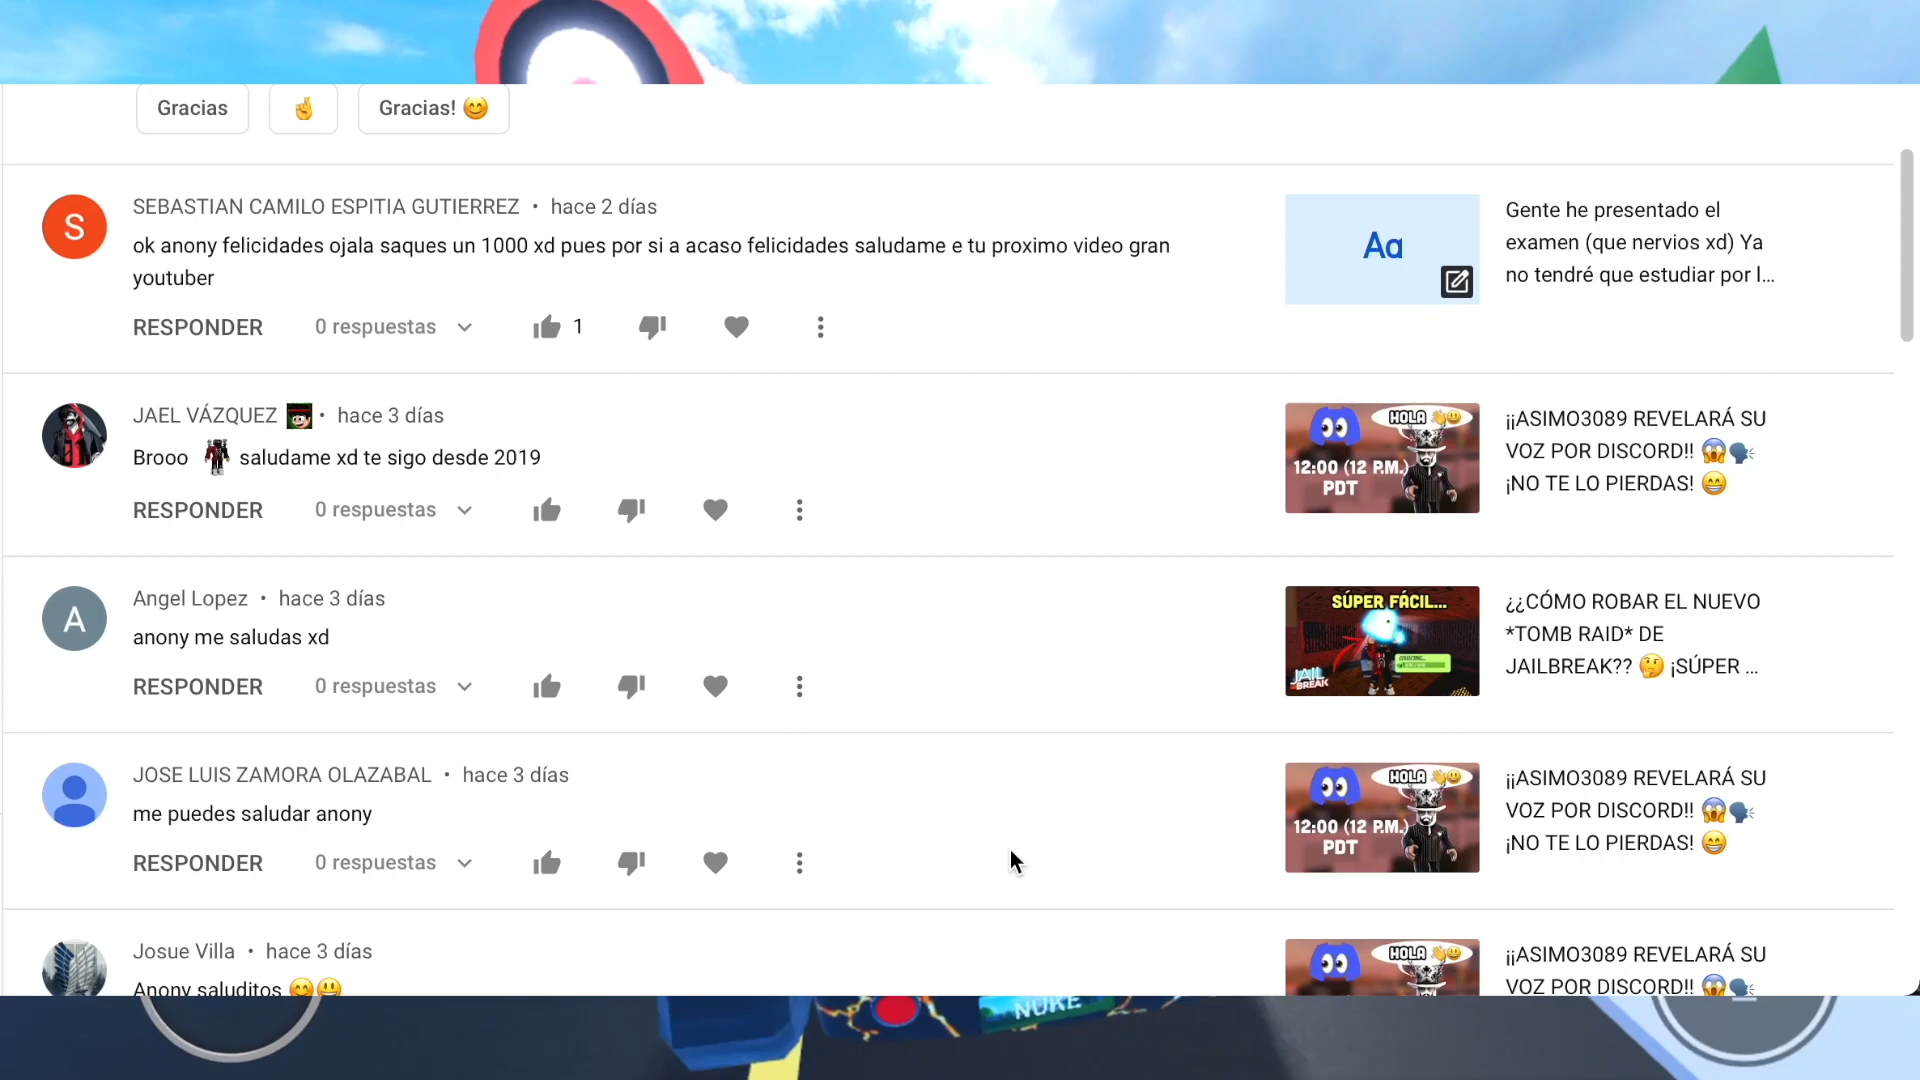 Gracias
🤞
Gracias! 😊
S
SEBASTIAN CAMILO ESPITIA GUTIERREZ • hace 2 días
ok anony felicidades ojala saques un 1000 xd pues por si a acaso felicidades saludame e tu proximo video gran
youtuber
RESPONDER 0 respuestas 1
Aa
Gente he presentado el
examen (que nervios xd) Ya
no tendré que estudiar por l...
JAEL VÁZQUEZ • hace 3 días
Brooo saludame xd te sigo desde 2019
RESPONDER 0 respuestas
HOLA 👋😃
12:00 (12 P.M.)
PDT
¡¡ASIMO3089 REVELARÁ SU
VOZ POR DISCORD!! 😱🗣️
¡NO TE LO PIERDAS! 😁
A
Angel Lopez • hace 3 días
anony me saludas xd
RESPONDER 0 respuestas
SÚPER FÁCIL...
JAIL
BREAK
¿¿CÓMO ROBAR EL NUEVO
*TOMB RAID* DE
JAILBREAK?? 🤔 ¡SÚPER ...
JOSE LUIS ZAMORA OLAZABAL • hace 3 días
me puedes saludar anony
RESPONDER 0 respuestas
HOLA 👋😃
12:00 (12 P.M.)
PDT
¡¡ASIMO3089 REVELARÁ SU
VOZ POR DISCORD!! 😱🗣️
¡NO TE LO PIERDAS! 😁
Josue Villa • hace 3 días
Anony saluditos 😊😃
HOLA 👋😃
¡¡ASIMO3089 REVELARÁ SU
VOZ POR DISCORD!! 😱🗣️
NUKE